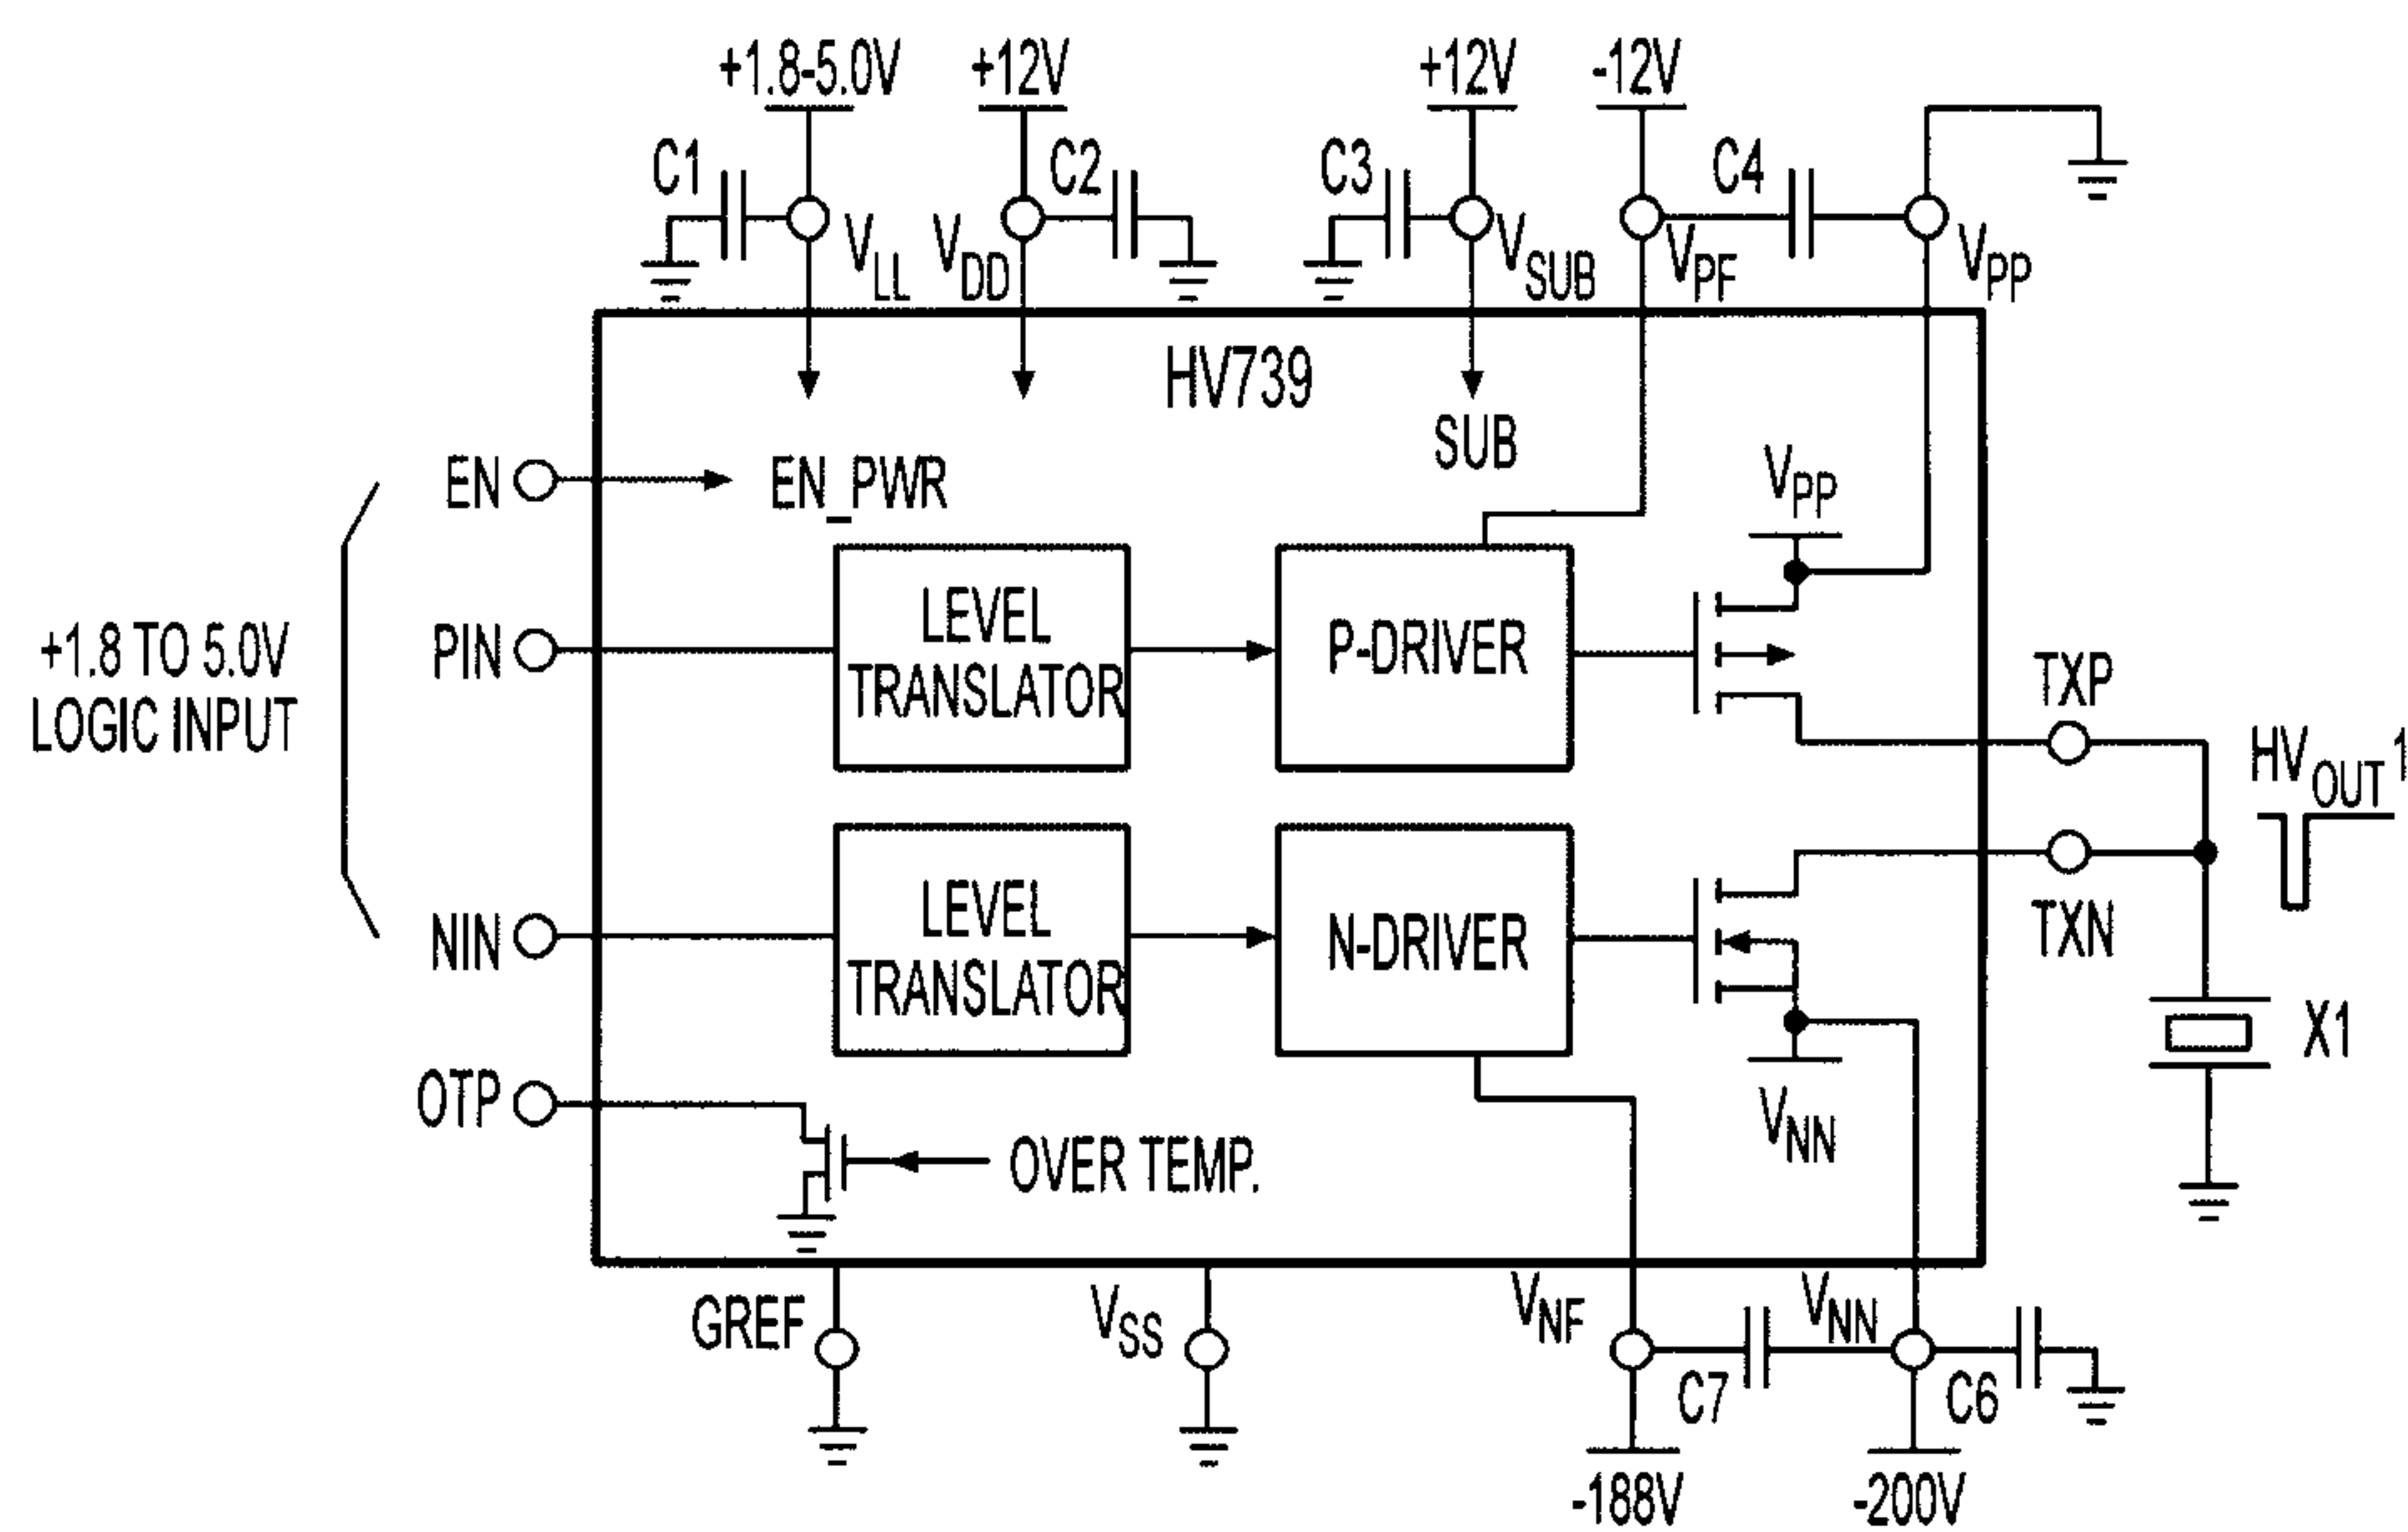 +1.8-5.0V
+12V
+12V
-12V
C1
C2
C3
C4
VLL
VDD
VSUB
VPF
VPP
HV739
SUB
EN
EN_PWR
VPP
+1.8 TO 5.0V
LOGIC INPUT
PIN
LEVEL
TRANSLATOR
P-DRIVER
TXP
HVOUT1
NIN
LEVEL
TRANSLATOR
N-DRIVER
TXN
X1
OTP
OVER TEMP.
VNN
GREF
VSS
VNF
VNN
C7
C6
-188V
-200V